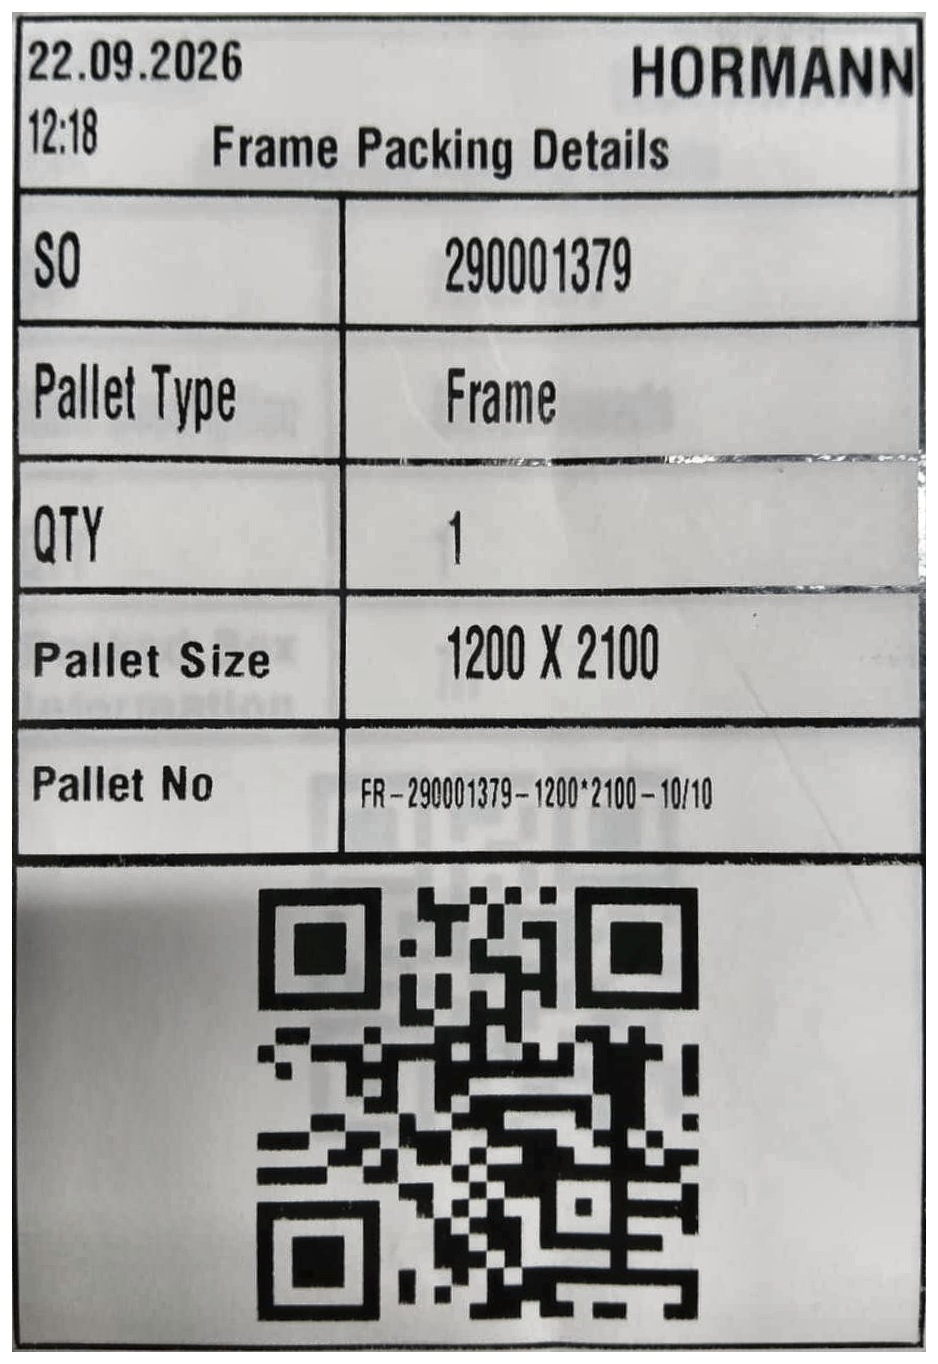 22.09.2026
HORMANN
12:18
Frame Packing Details
SO 290001379
Pallet Type Frame
QTY 1
Pallet Size 1200 X 2100
Pallet No FR-290001379-1200*2100-10/10